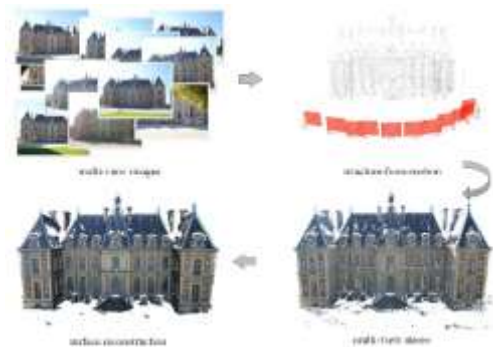 multi-view images
structure from motion
surface reconstruction
multi-view stereo